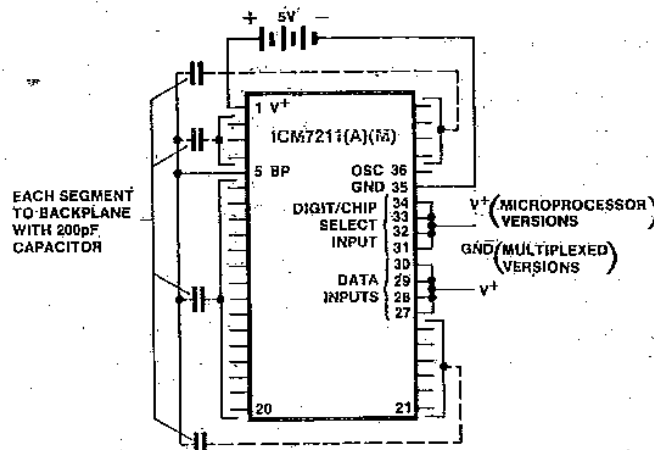 + 5V −
1 V+
ICM7211(A)(M)
5 BP
OSC 36
GND 35
EACH SEGMENT
TO BACKPLANE
WITH 200pF
CAPACITOR
DIGIT/CHIP
SELECT
INPUT
34
33
32
31
V+ (MICROPROCESSOR
VERSIONS)
GND (MULTIPLEXED
VERSIONS)
DATA
INPUTS
30
29
28
27
V+
20
21